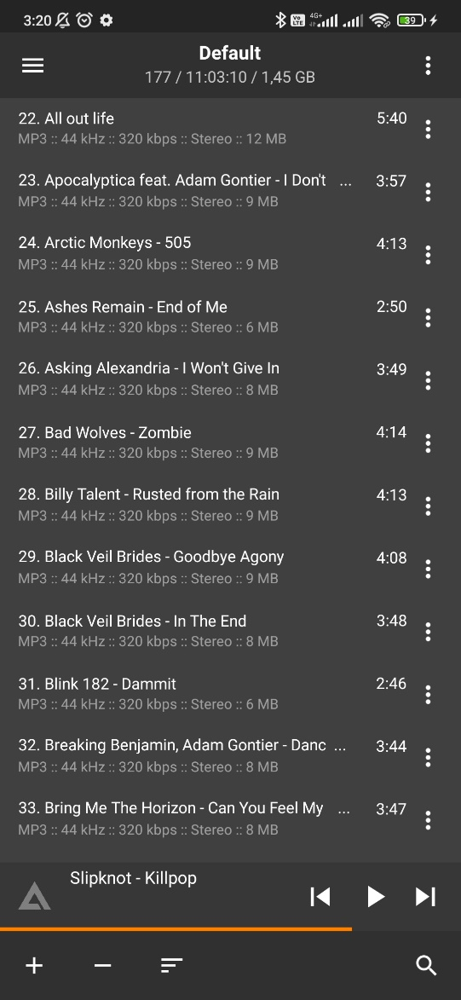 3:20 Vo LTE 4G+ 39
Default
177 / 11:03:10 / 1,45 GB
22. All out life 5:40
MP3 :: 44 kHz :: 320 kbps :: Stereo :: 12 MB
23. Apocalyptica feat. Adam Gontier - I Don't ... 3:57
MP3 :: 44 kHz :: 320 kbps :: Stereo :: 9 MB
24. Arctic Monkeys - 505 4:13
MP3 :: 44 kHz :: 320 kbps :: Stereo :: 9 MB
25. Ashes Remain - End of Me 2:50
MP3 :: 44 kHz :: 320 kbps :: Stereo :: 6 MB
26. Asking Alexandria - I Won't Give In 3:49
MP3 :: 44 kHz :: 320 kbps :: Stereo :: 8 MB
27. Bad Wolves - Zombie 4:14
MP3 :: 44 kHz :: 320 kbps :: Stereo :: 9 MB
28. Billy Talent - Rusted from the Rain 4:13
MP3 :: 44 kHz :: 320 kbps :: Stereo :: 9 MB
29. Black Veil Brides - Goodbye Agony 4:08
MP3 :: 44 kHz :: 320 kbps :: Stereo :: 9 MB
30. Black Veil Brides - In The End 3:48
MP3 :: 44 kHz :: 320 kbps :: Stereo :: 8 MB
31. Blink 182 - Dammit 2:46
MP3 :: 44 kHz :: 320 kbps :: Stereo :: 6 MB
32. Breaking Benjamin, Adam Gontier - Danc ... 3:44
MP3 :: 44 kHz :: 320 kbps :: Stereo :: 8 MB
33. Bring Me The Horizon - Can You Feel My ... 3:47
MP3 :: 44 kHz :: 320 kbps :: Stereo :: 8 MB
Slipknot - Killpop